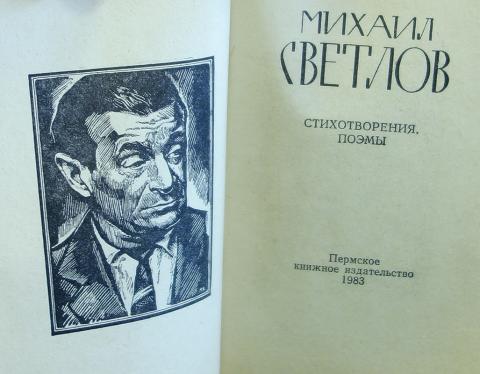 МИХАИЛ
СВЕТЛОВ
СТИХОТВОРЕНИЯ,
ПОЭМЫ
Пермское
книжное издательство
1983